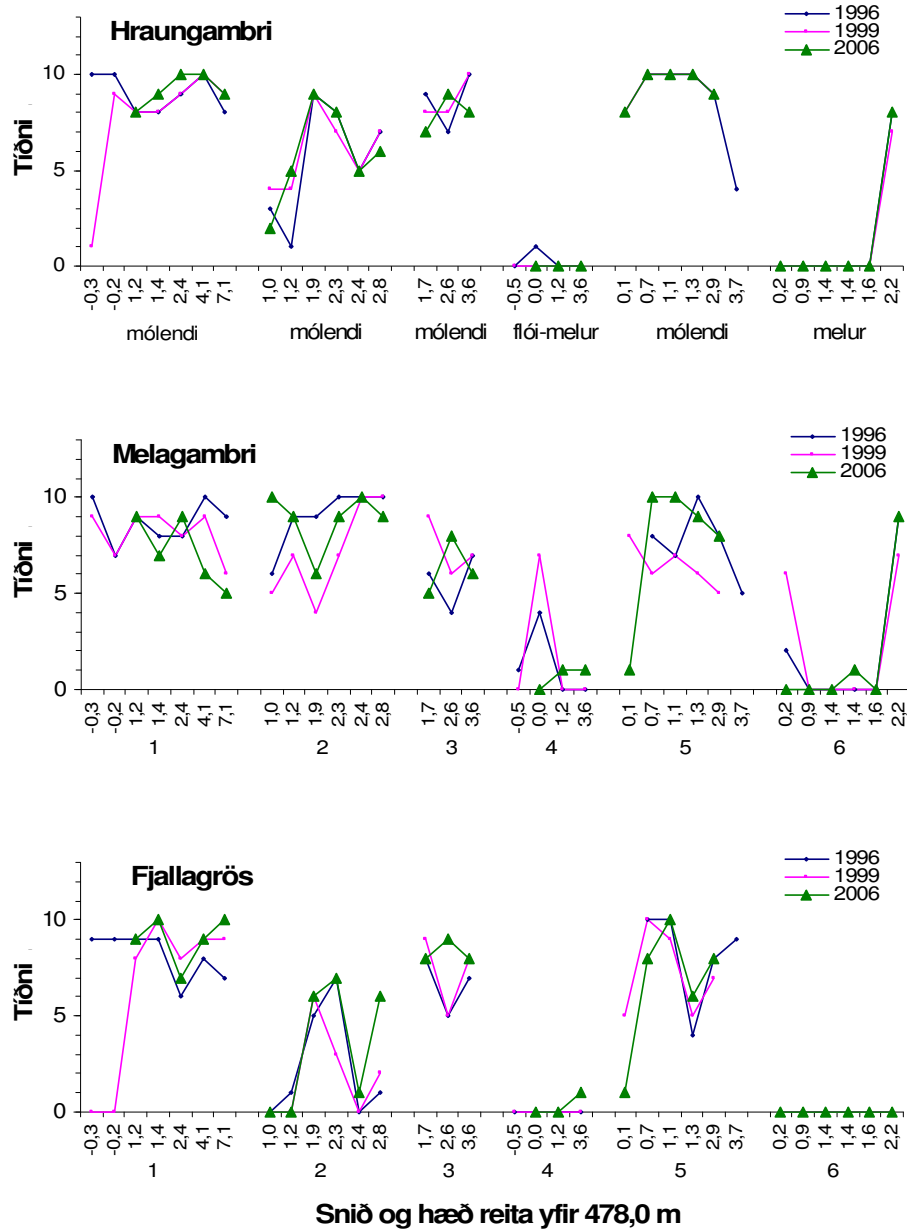 Hraungambri
1996
1999
2006
Tíðni
10
5
0
-0,3 -0,2 1,2 1,4 2,4 4,1 7,1 1,0 1,2 1,9 2,3 2,4 2,8 1,7 2,6 3,6 -0,5 0,0 1,2 3,6 0,1 0,7 1,1 1,3 2,9 3,7 0,2 0,9 1,4 1,4 1,6 2,2
mólendi mólendi mólendi flói-melur mólendi melur
Melagambri
1996
1999
2006
Tíðni
10
5
0
-0,3 -0,2 1,2 1,4 2,4 4,1 7,1 1,0 1,2 1,9 2,3 2,4 2,8 1,7 2,6 3,6 -0,5 0,0 1,2 3,6 0,1 0,7 1,1 1,3 2,9 3,7 0,2 0,9 1,4 1,4 1,6 2,2
1 2 3 4 5 6
Fjallagrös
1996
1999
2006
Tíðni
10
5
0
-0,3 -0,2 1,2 1,4 2,4 4,1 7,1 1,0 1,2 1,9 2,3 2,4 2,8 1,7 2,6 3,6 -0,5 0,0 1,2 3,6 0,1 0,7 1,1 1,3 2,9 3,7 0,2 0,9 1,4 1,4 1,6 2,2
1 2 3 4 5 6
Snið og hæð reita yfir 478,0 m